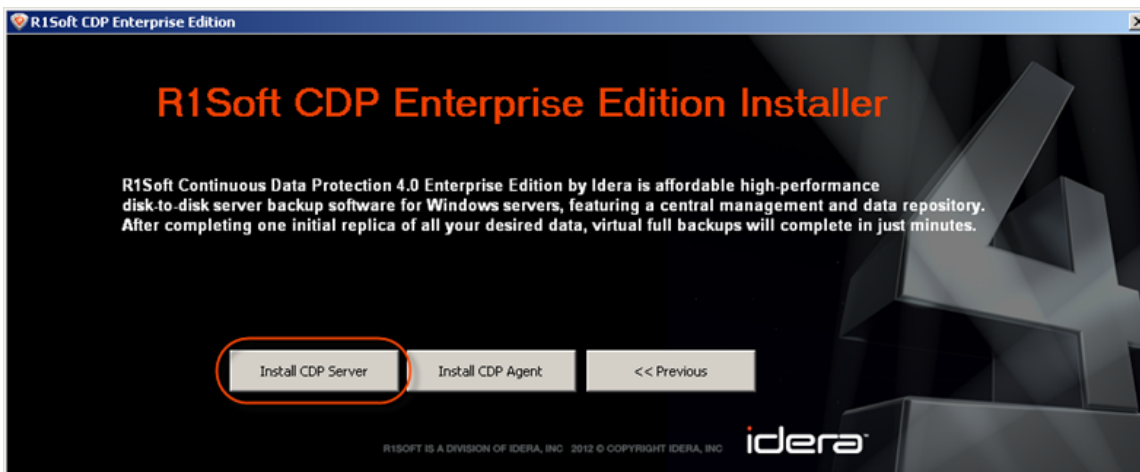 R1Soft CDP Enterprise Edition
R1Soft CDP Enterprise Edition Installer
R1Soft Continuous Data Protection 4.0 Enterprise Edition by Idera is affordable high-performance
disk-to-disk server backup software for Windows servers, featuring a central management and data repository.
After completing one initial replica of all your desired data, virtual full backups will complete in just minutes.
Install CDP Server
Install CDP Agent
<< Previous
R1SOFT IS A DIVISION OF IDERA, INC 2012 © COPYRIGHT IDERA, INC
idera
4